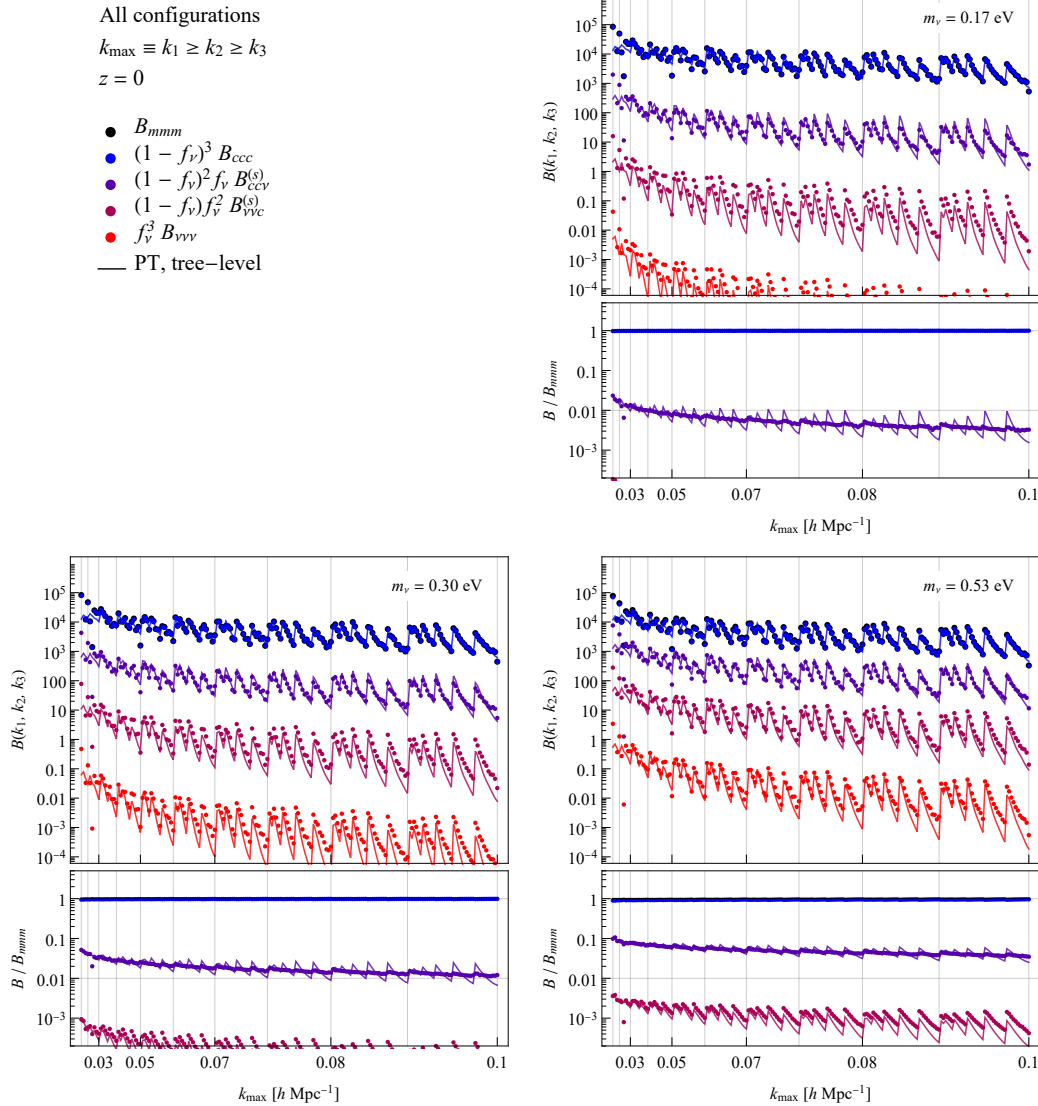 All configurations
k_max ≡ k₁ ≥ k₂ ≥ k₃
z = 0
B_mmm
(1 − f_ν)³ B_ccc
(1 − f_ν)² f_ν B_ccν^(s)
(1 − f_ν) f_ν² B_ννc^(s)
f_ν³ B_ννν
PT, tree−level
m_ν = 0.17 eV
B(k₁, k₂, k₃)
10⁵
10⁴
10³
100
10
1
0.1
0.01
10⁻³
10⁻⁴
B / B_mmm
1
0.1
0.010
10⁻³
0.03 0.05 0.07 0.08 0.1
k_max [h Mpc⁻¹]
m_ν = 0.30 eV
B(k₁, k₂, k₃)
10⁵
10⁴
10³
100
10
1
0.1
0.01
10⁻³
10⁻⁴
B / B_mmm
1
0.1
0.01
10⁻³
0.03 0.05 0.07 0.08 0.1
k_max [h Mpc⁻¹]
m_ν = 0.53 eV
B(k₁, k₂, k₃)
10⁵
10⁴
10³
100
10
1
0.1
0.01
10⁻³
10⁻⁴
B / B_mmm
1
0.1
0.01
10⁻³
0.03 0.05 0.07 0.08 0.1
k_max [h Mpc⁻¹]